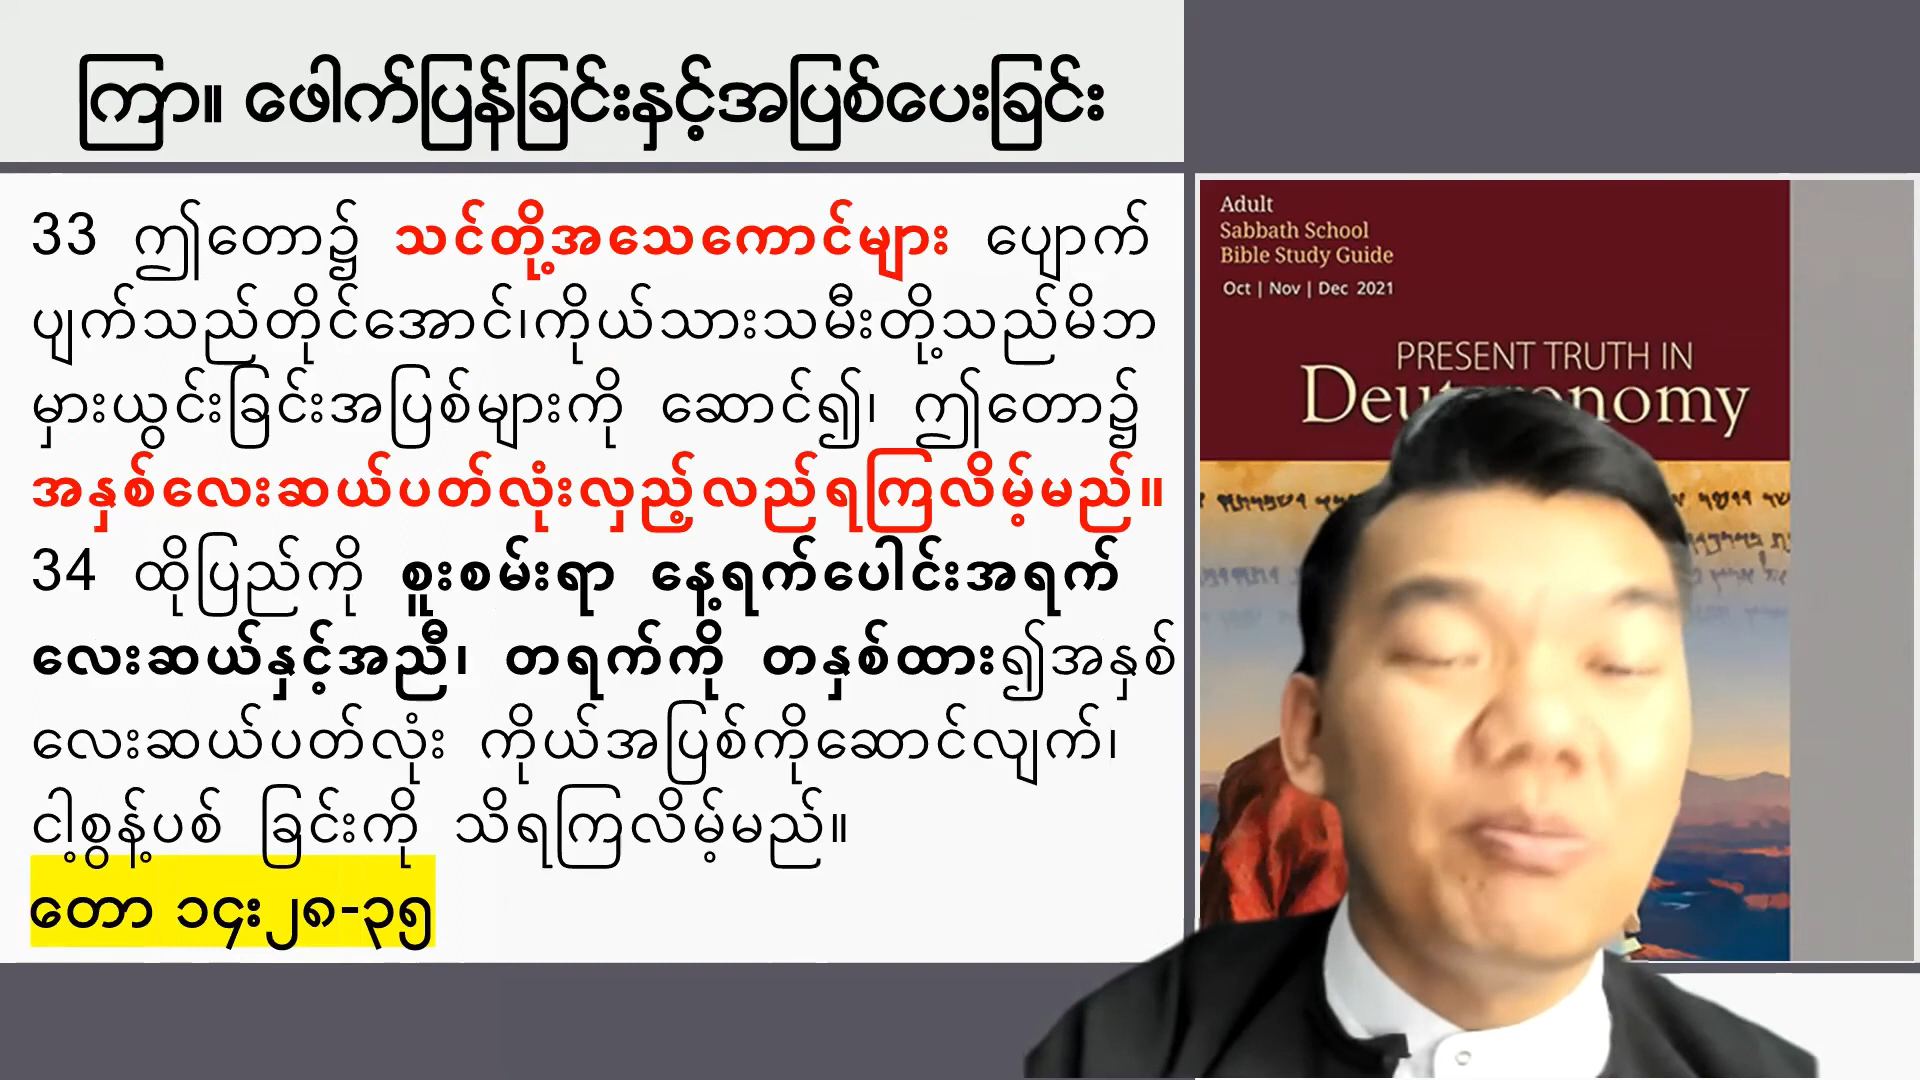 ကြာ။ ဖေါက်ပြန်ခြင်းနှင့်အပြစ်ပေးခြင်း
33 ဤတော၌ သင်တို့အသေကောင်များ ပျောက်
ပျက်သည်တိုင်အောင်၊ကိုယ်သားသမီးတို့သည်မိဘ
မှားယွင်းခြင်းအပြစ်များကို ဆောင်၍၊ ဤတော၌
အနှစ်လေးဆယ်ပတ်လုံးလှည့်လည်ရကြလိမ့်မည်။
34 ထိုပြည်ကို စူးစမ်းရာ နေ့ရက်ပေါင်းအရက်
လေးဆယ်နှင့်အညီ၊ တရက်ကို တနှစ်ထား၍အနှစ်
လေးဆယ်ပတ်လုံး ကိုယ်အပြစ်ကိုဆောင်လျက်၊
ငါ့စွန့်ပစ် ခြင်းကို သိရကြလိမ့်မည်။
တော ၁၄း၂၈-၃၅
Adult
Sabbath School
Bible Study Guide
Oct | Nov | Dec 2021
PRESENT TRUTH IN